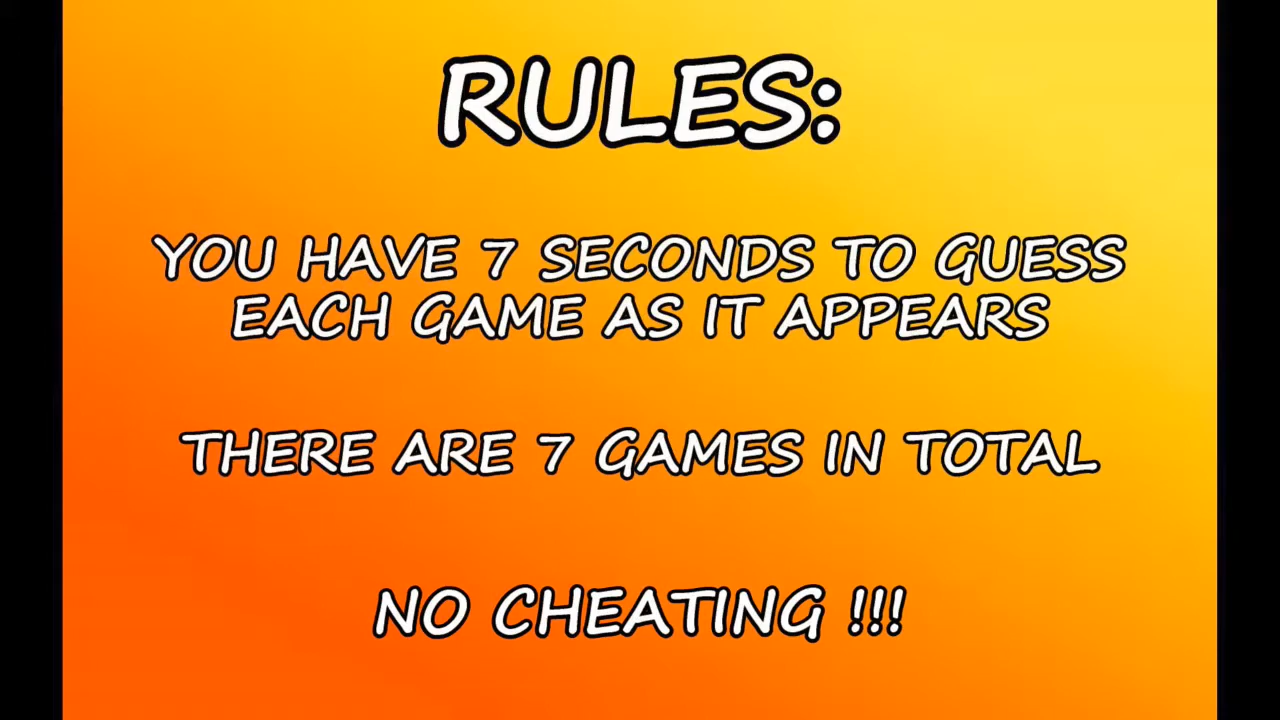 RULES:
YOU HAVE 7 SECONDS TO GUESS
EACH GAME AS IT APPEARS
THERE ARE 7 GAMES IN TOTAL
NO CHEATING !!!